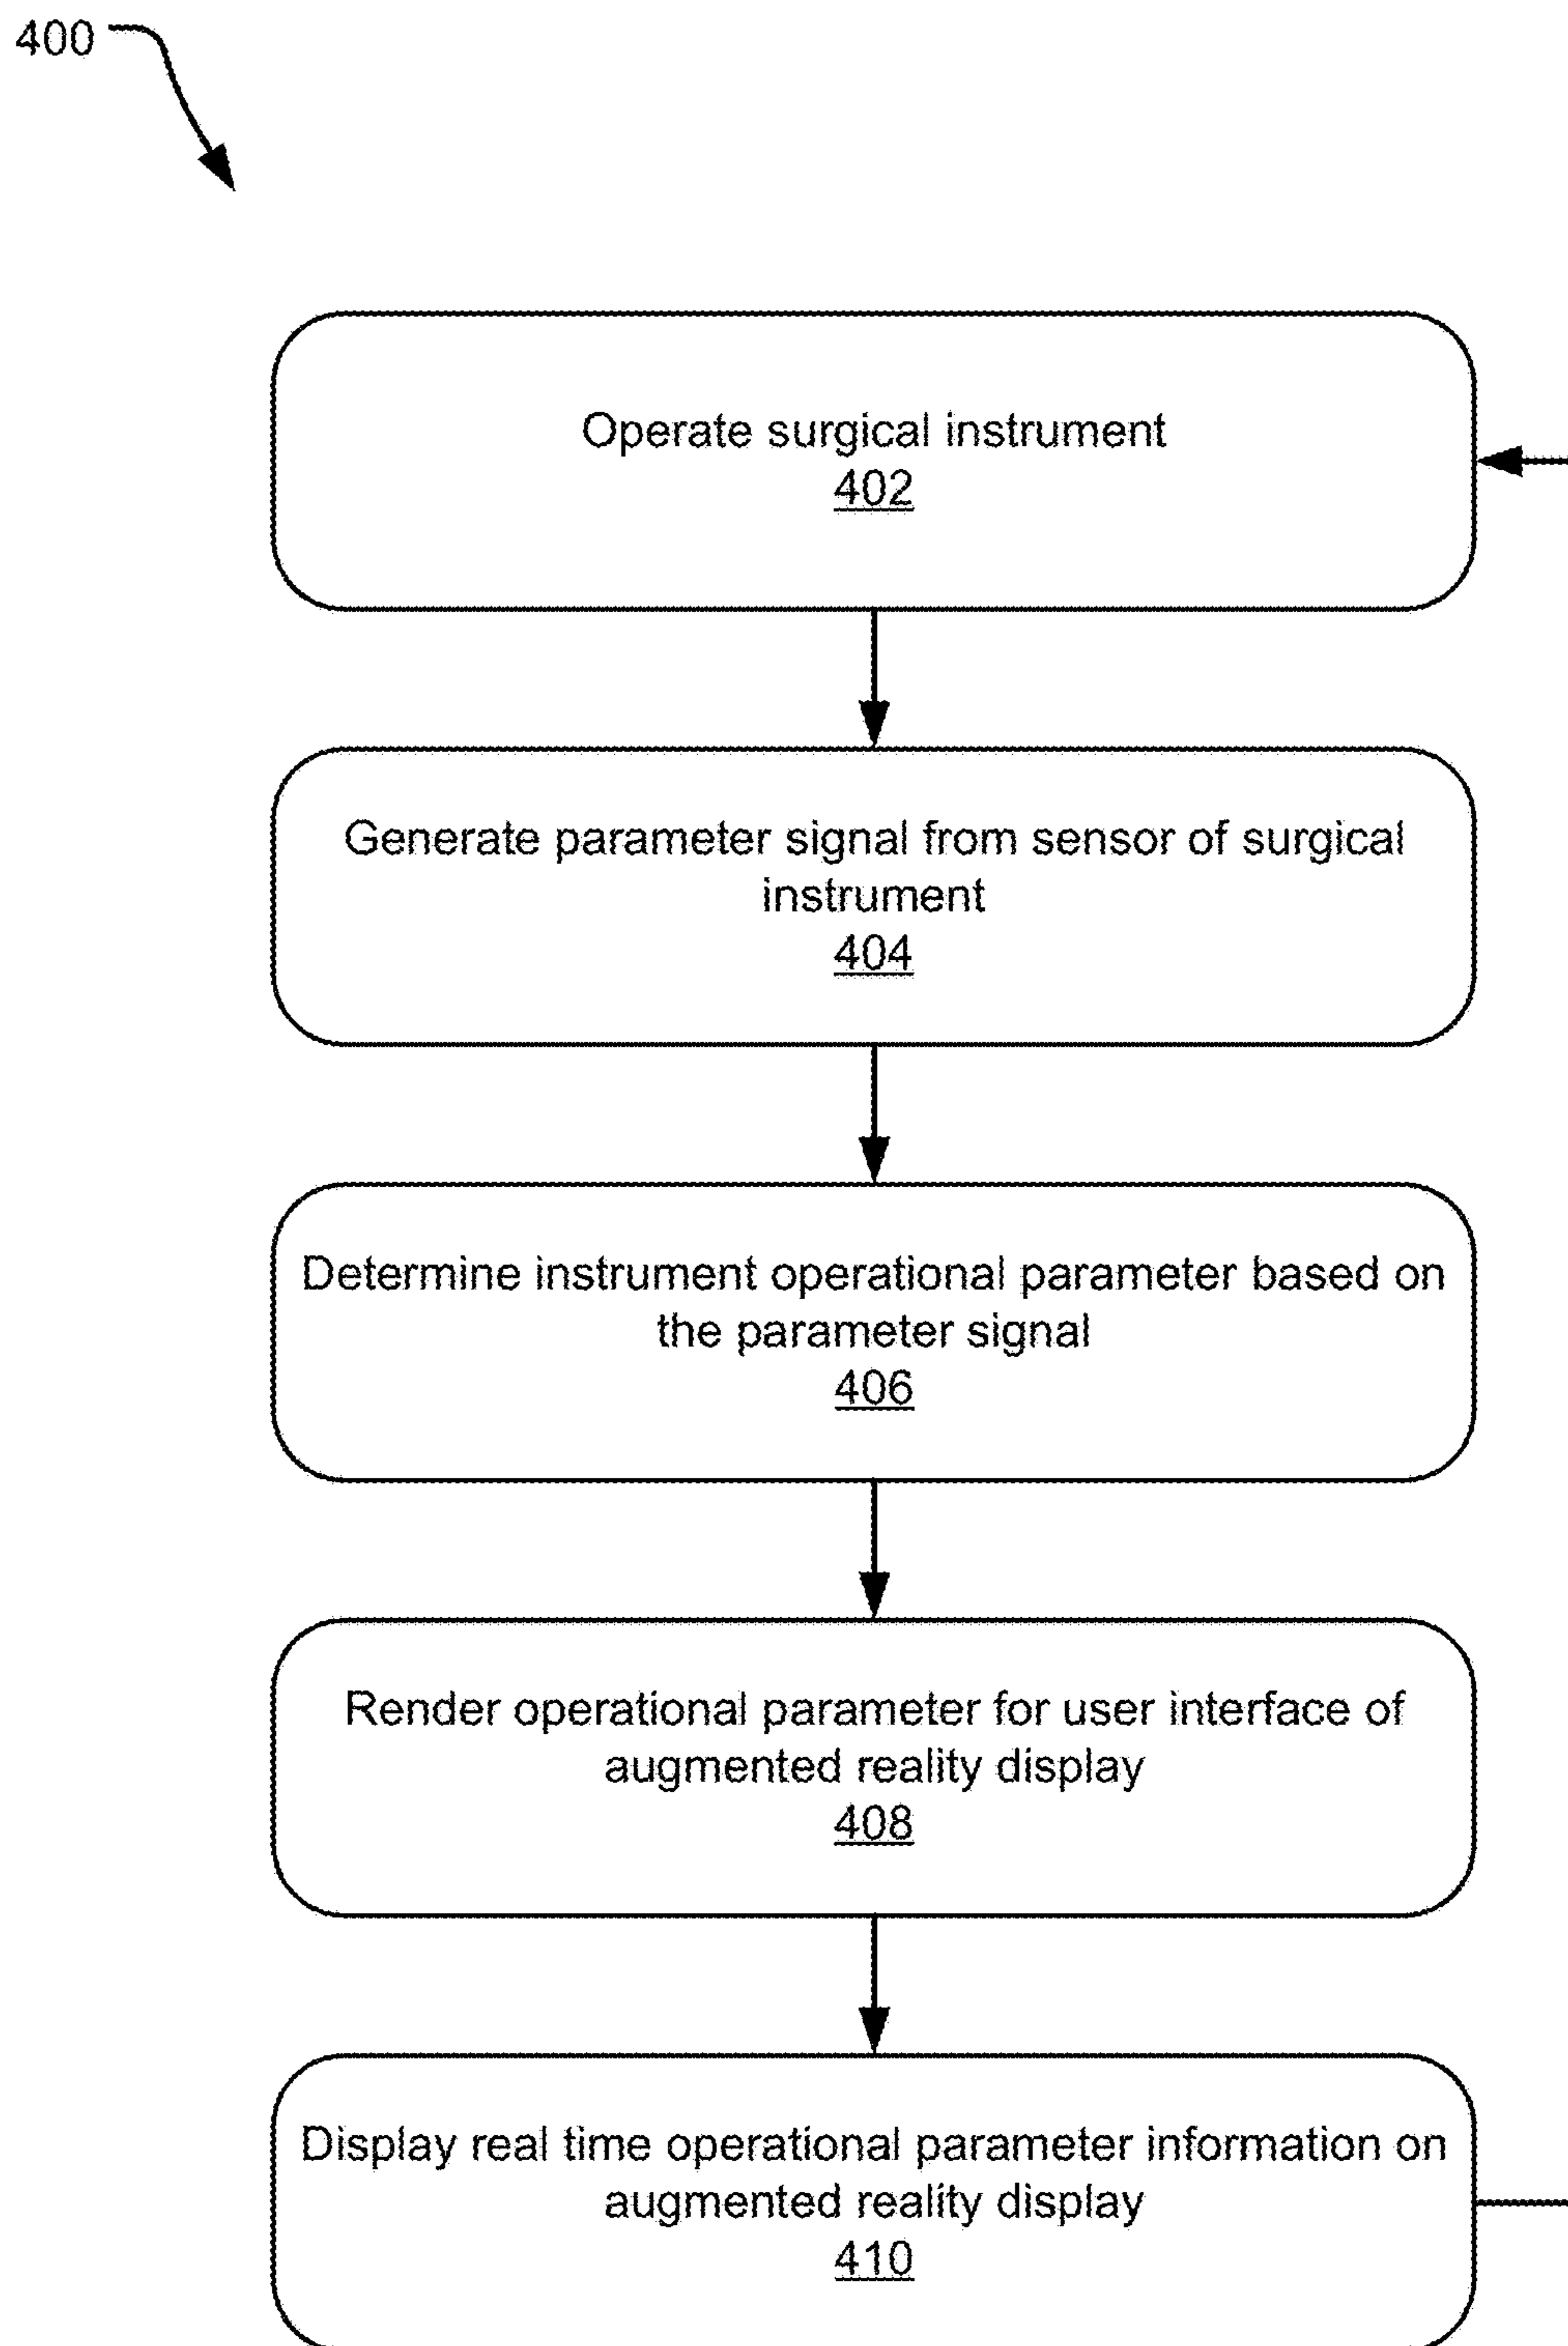 400
Operate surgical instrument
402
Generate parameter signal from sensor of surgical
instrument
404
Determine instrument operational parameter based on
the parameter signal
406
Render operational parameter for user interface of
augmented reality display
408
Display real time operational parameter information on
augmented reality display
410